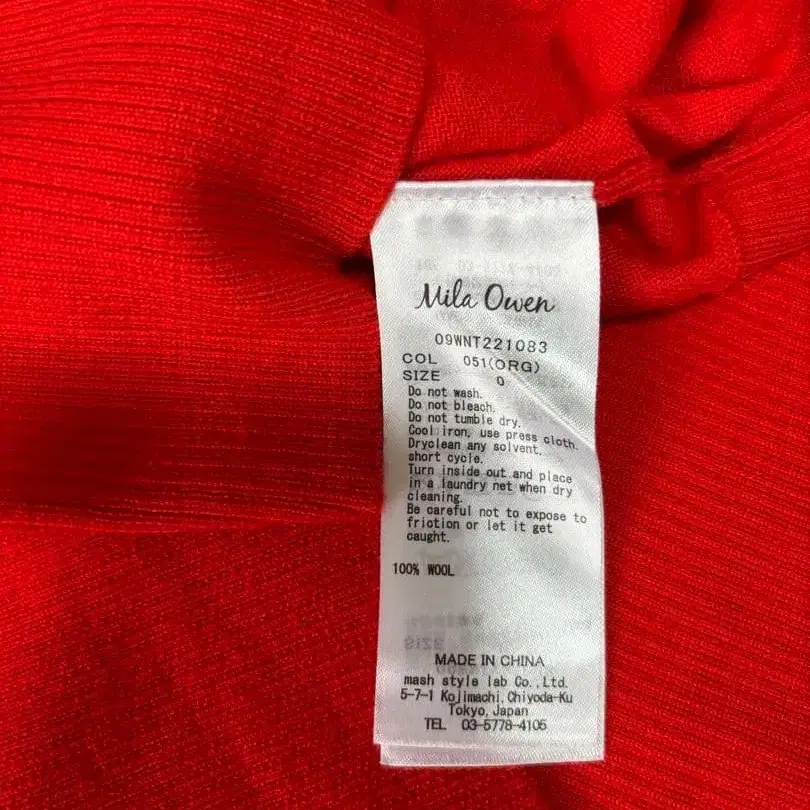 Mila Owen
09WNT221083
COL 051(ORG)
SIZE 0
Do not wash.
Do not bleach.
Do not tumble dry.
Cool iron, use press cloth.
Dryclean any solvent.
short cycle.
Turn inside out and place
in a laundry net when dry
cleaning.
Be careful not to expose to
friction or let it get
caught.
100% WOOL
MADE IN CHINA
mash style lab Co.,Ltd.
5-7-1 Kojimachi,Chiyoda-Ku
Tokyo,Japan
TEL 03-5778-4105